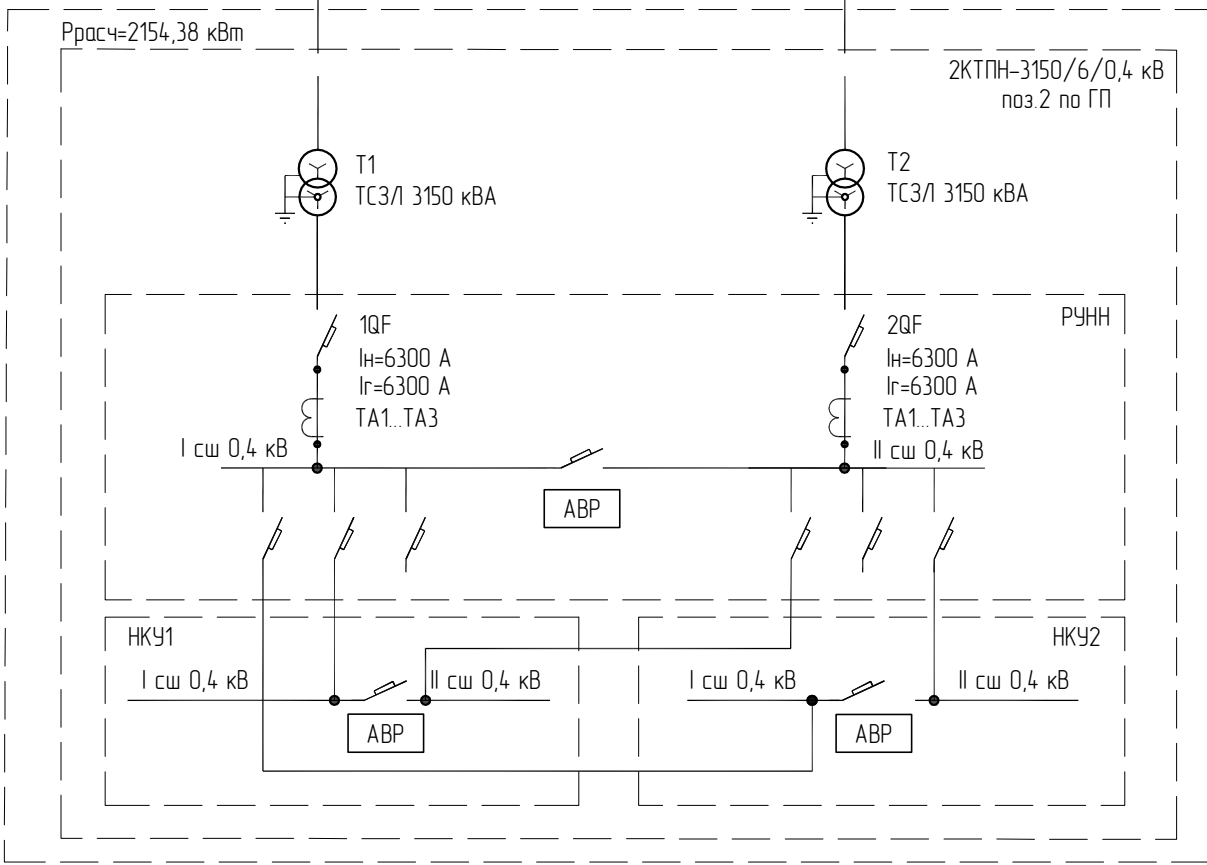 Ррасч=2154,38 кВт
2КТПН-3150/6/0,4 кВ
поз.2 по ГП
Т1
ТСЗЛ 3150 кВА
Т2
ТСЗЛ 3150 кВА
РУНН
1QF
Iн=6300 А
Iг=6300 А
ТА1...ТА3
2QF
Iн=6300 А
Iг=6300 А
ТА1...ТА3
I сш 0,4 кВ
II сш 0,4 кВ
АВР
НКУ1
I сш 0,4 кВ
II сш 0,4 кВ
АВР
НКУ2
I сш 0,4 кВ
II сш 0,4 кВ
АВР